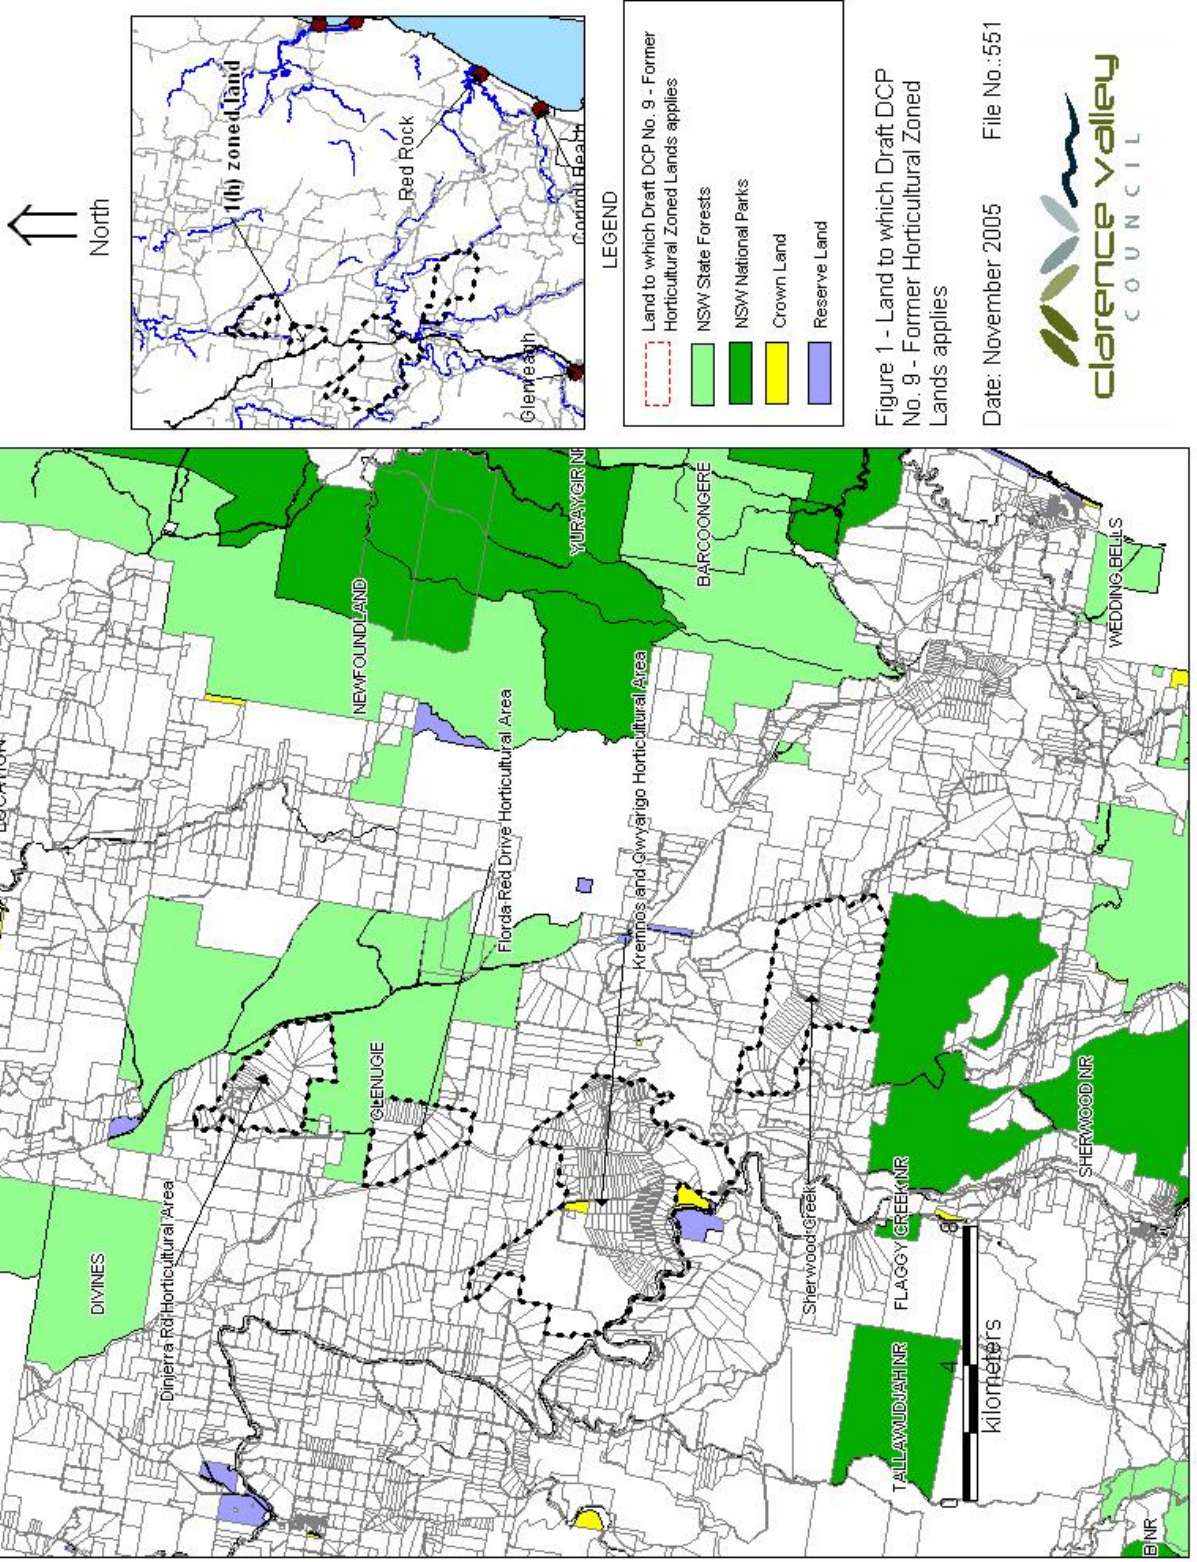 North
1(h) zoned land
Red Rock
Glenreagh
LEGEND
Land to which Draft DCP No. 9 - Former
Horticultural Zoned Lands applies
NSW State Forests
NSW National Parks
Crown Land
Reserve Land
Figure 1 - Land to which Draft DCP
No. 9 - Former Horticultural Zoned
Lands applies
Date: November 2005 File No.:551
clarence valley
COUNCIL
DIVINES
Dinjerra Rd Horticultural Area
GLENUGIE
NEWFOUNDLAND
Florda Red Drive Horticultural Area
YURAYGIR NP
Kremnos and Qwyarigo Horticultural Area
BARCOONGERE
Sherwood Creek
FLAGGY CREEK NR
TALLAWUDJAH NR
SHERWOOD NR
WEDDING BELLS
0 4 8
kilometers